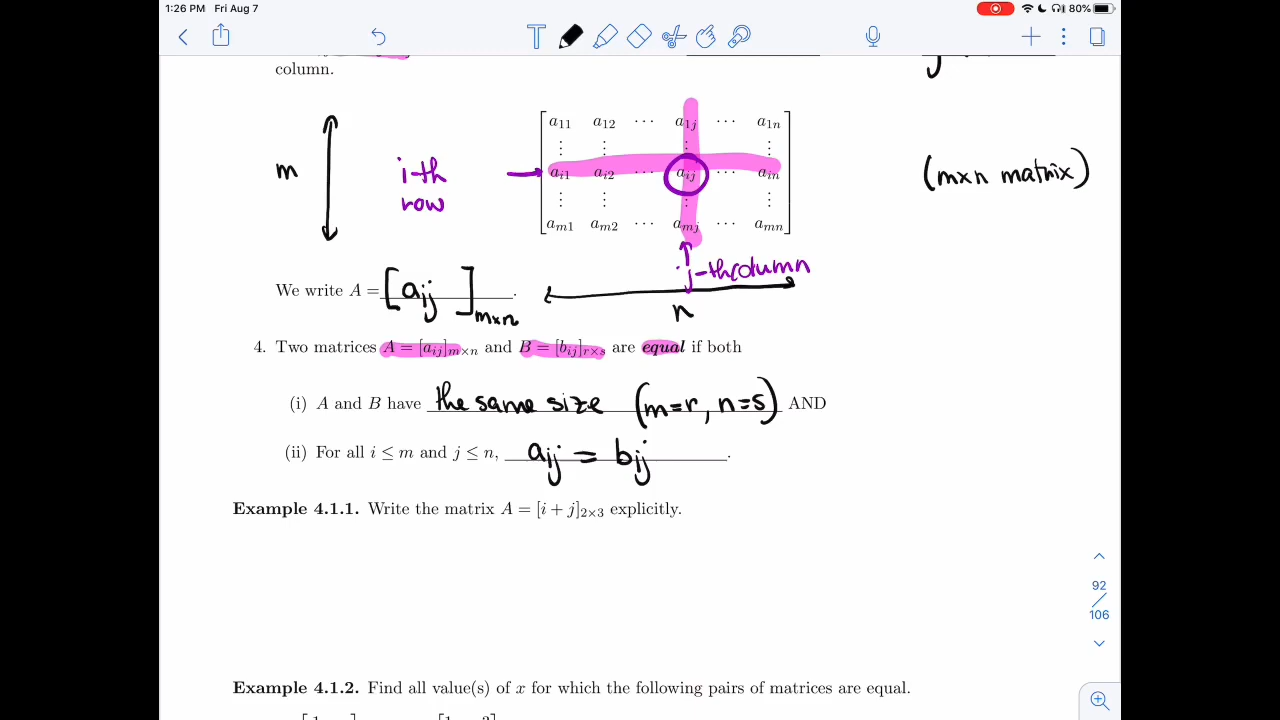 1:26 PM Fri Aug 7
80%
column.
m
i-th
row
a11 a12 ⋯ a1j ⋯ a1n
⋮ ⋮ ⋮ ⋮
ai1 ai2 ⋯ aij ⋯ ain
⋮ ⋮ ⋮ ⋮
am1 am2 ⋯ amj ⋯ amn
(m×n matrix)
j-th column
n
We write A = [aij]m×n.
4. Two matrices A = [aij]m×n and B = [bij]r×s are equal if both
(i) A and B have the same size (m=r, n=s) AND
(ii) For all i ≤ m and j ≤ n, aij = bij.
Example 4.1.1. Write the matrix A = [i + j]2×3 explicitly.
92
106
Example 4.1.2. Find all value(s) of x for which the following pairs of matrices are equal.